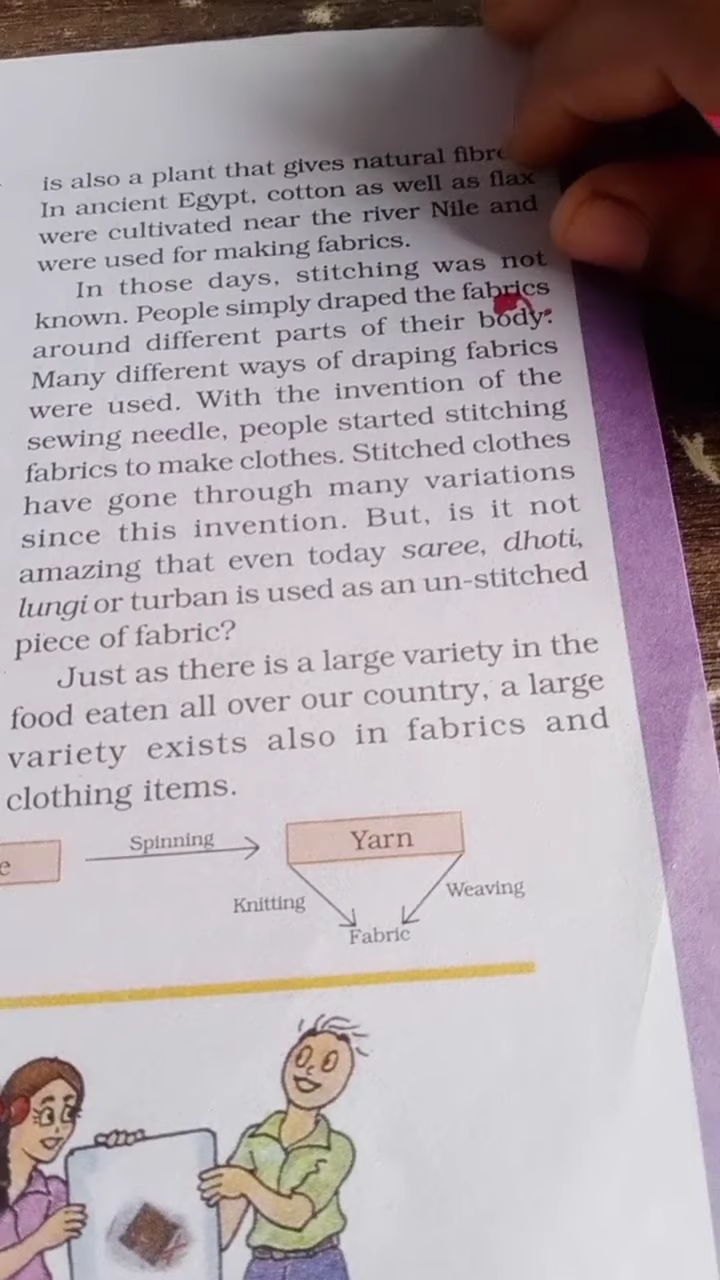 is also a plant that gives natural
In ancient Egypt, cotton as well as flax
were cultivated near the river Nile and
were used for making fabrics.
In those days, stitching was not
known. People simply draped the fabrics
around different parts of their body.
Many different ways of draping fabrics
were used. With the invention of the
sewing needle, people started stitching
fabrics to make clothes. Stitched clothes
have gone through many variations
since this invention. But, is it not
amazing that even today saree, dhoti,
lungi or turban is used as an un-stitched
piece of fabric?
Just as there is a large variety in the
food eaten all over our country, a large
variety exists also in fabrics and
clothing items.
Spinning
Yarn
Knitting
Weaving
Fabric